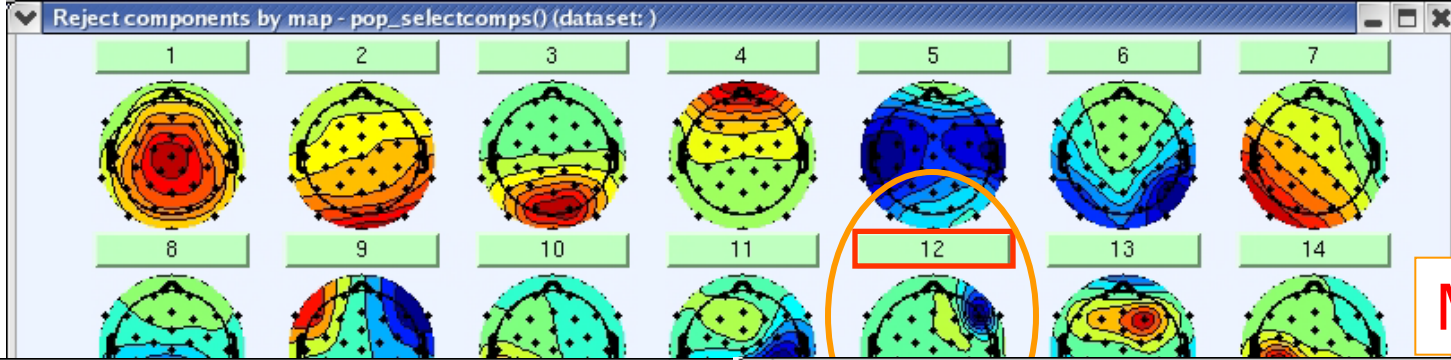 Reject components by map - pop_selectcomps() (dataset: )
1 2 3 4 5 6 7
8 9 10 11 12 13 14